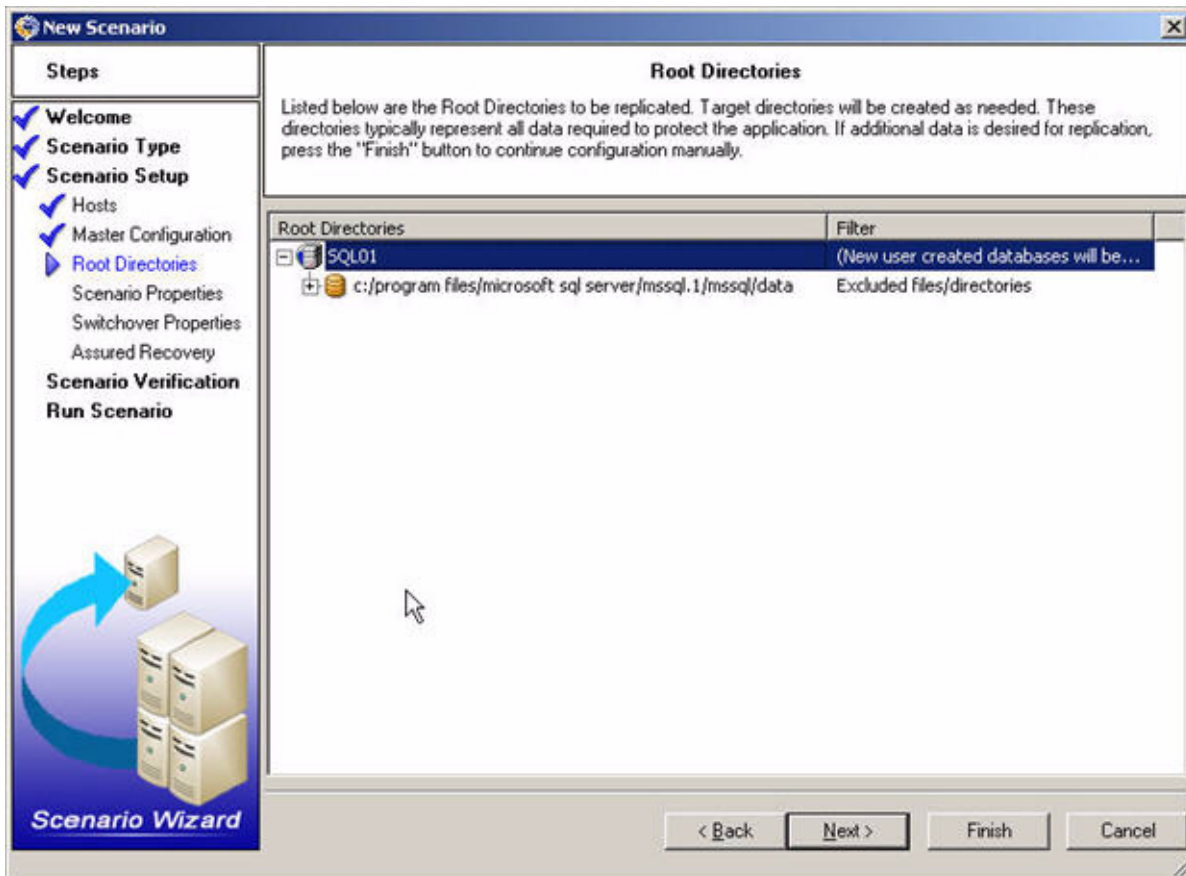 New Scenario
Steps
Welcome
Scenario Type
Scenario Setup
Hosts
Master Configuration
Root Directories
Scenario Properties
Switchover Properties
Assured Recovery
Scenario Verification
Run Scenario
Scenario Wizard
Root Directories
Listed below are the Root Directories to be replicated. Target directories will be created as needed. These
directories typically represent all data required to protect the application. If additional data is desired for replication,
press the "Finish" button to continue configuration manually.
Root Directories Filter
SQL01 (New user created databases will be...
c:/program files/microsoft sql server/mssql.1/mssql/data Excluded files/directories
< Back Next > Finish Cancel